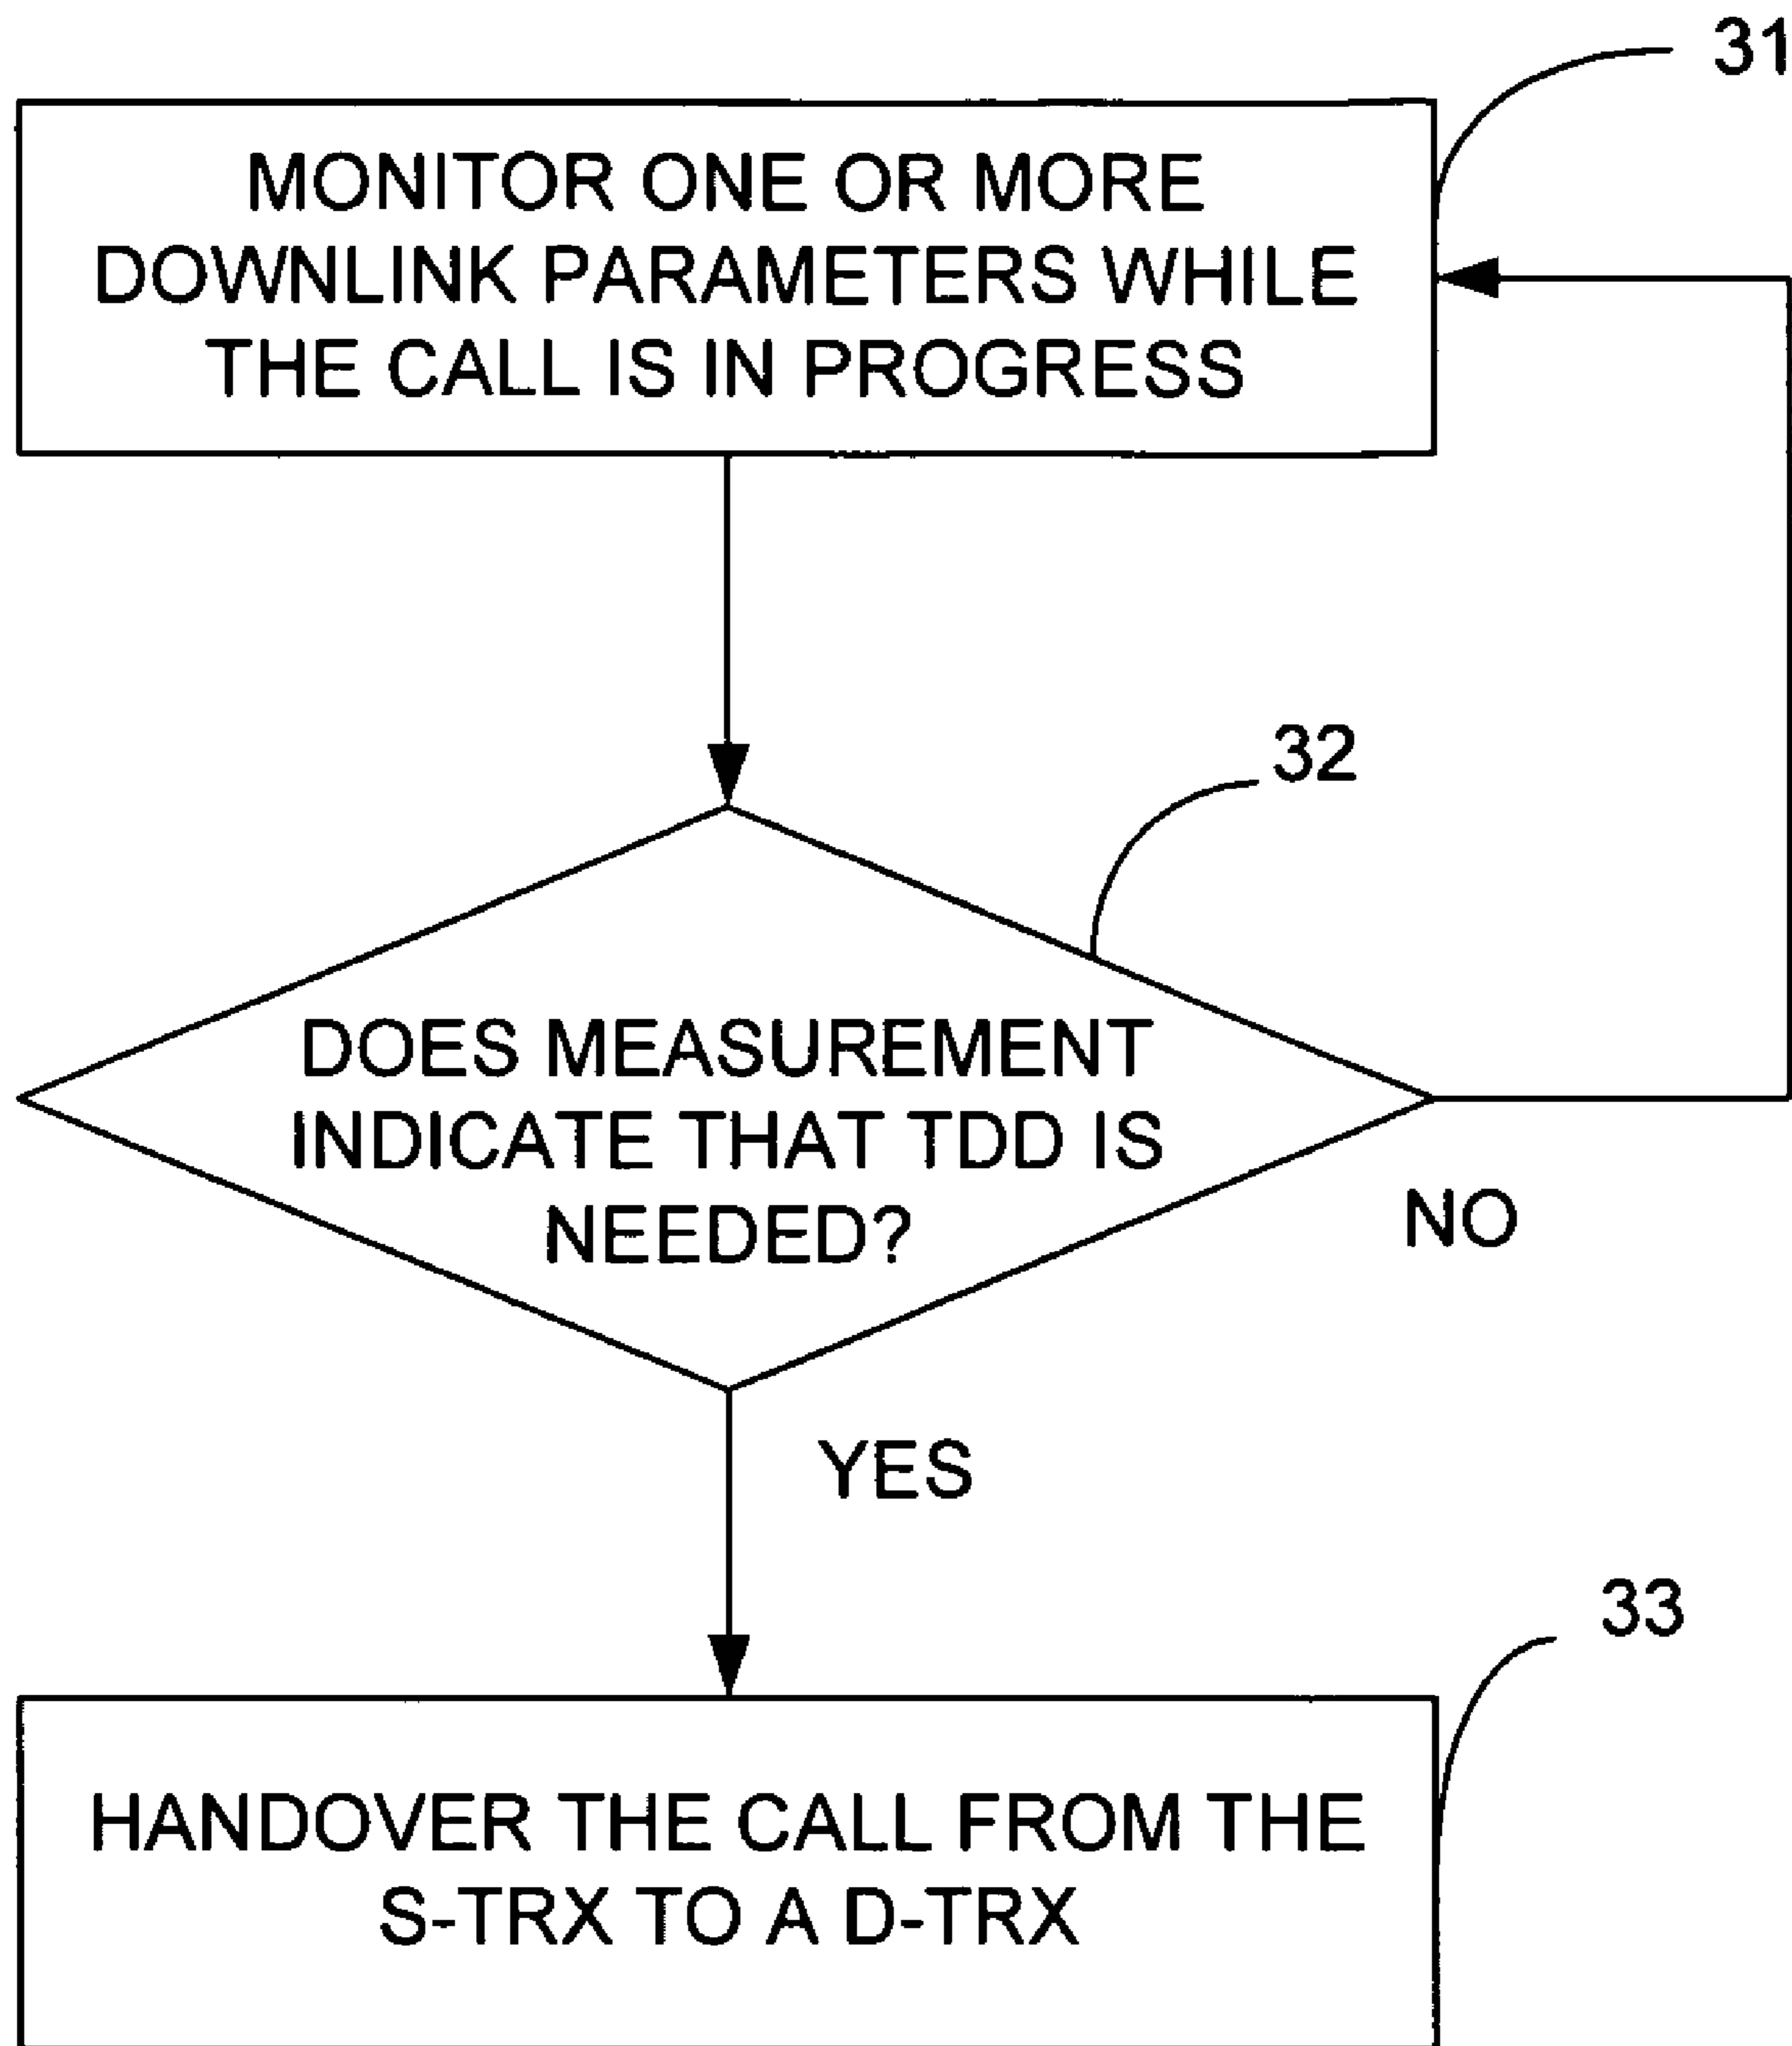 31
MONITOR ONE OR MORE
DOWNLINK PARAMETERS WHILE
THE CALL IS IN PROGRESS
32
DOES MEASUREMENT
INDICATE THAT TDD IS
NEEDED?
NO
YES
33
HANDOVER THE CALL FROM THE
S-TRX TO A D-TRX